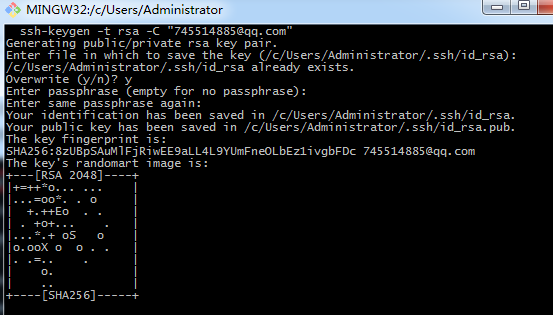 MINGW32:/c/Users/Administrator
ssh-keygen -t rsa -C "745514885@qq.com"
Generating public/private rsa key pair.
Enter file in which to save the key (/c/Users/Administrator/.ssh/id_rsa):
/c/Users/Administrator/.ssh/id_rsa already exists.
Overwrite (y/n)? y
Enter passphrase (empty for no passphrase):
Enter same passphrase again:
Your identification has been saved in /c/Users/Administrator/.ssh/id_rsa.
Your public key has been saved in /c/Users/Administrator/.ssh/id_rsa.pub.
The key fingerprint is:
SHA256:8zUBpSAuMlFjRiwEE9aLL4L9YUmFneOLbEz1ivgbFDc 745514885@qq.com
The key's randomart image is:
+---[RSA 2048]----+
|+=++*o... ...    |
|...=oo*. . o     |
|  +.++Eo  . .    |
| . +o+...    .   |
|...*.+ oS   o    |
|o.ooX o  o . .   |
|. .=..    .      |
|    o.           |
|    ..           |
+----[SHA256]-----+